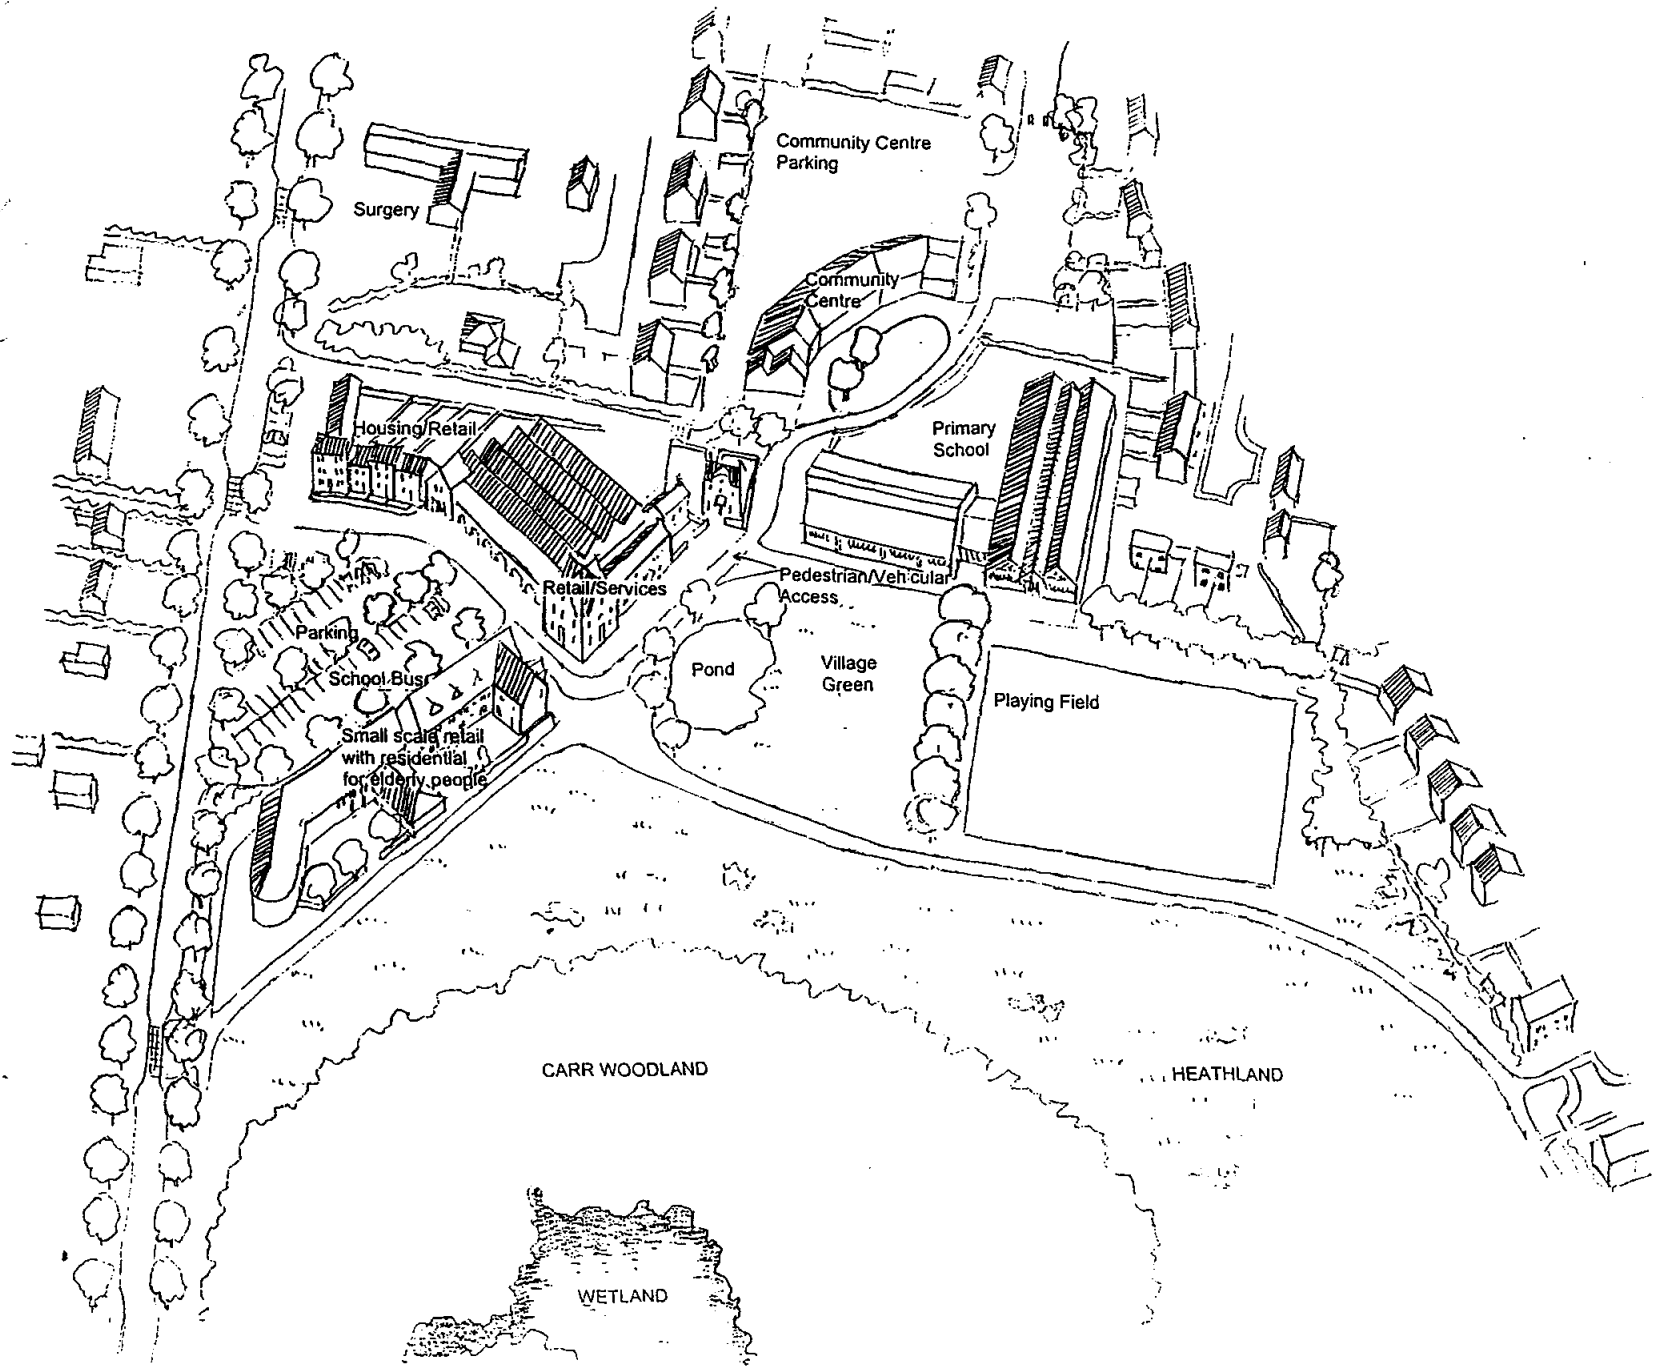 Community Centre
Parking
Surgery
Community
Centre
Housing/Retail
Primary
School
Retail/Services
Pedestrian/Vehicular
Access
Parking
School Bus
Pond
Village
Green
Playing Field
Small scale retail
with residential
for elderly people
CARR WOODLAND
HEATHLAND
WETLAND